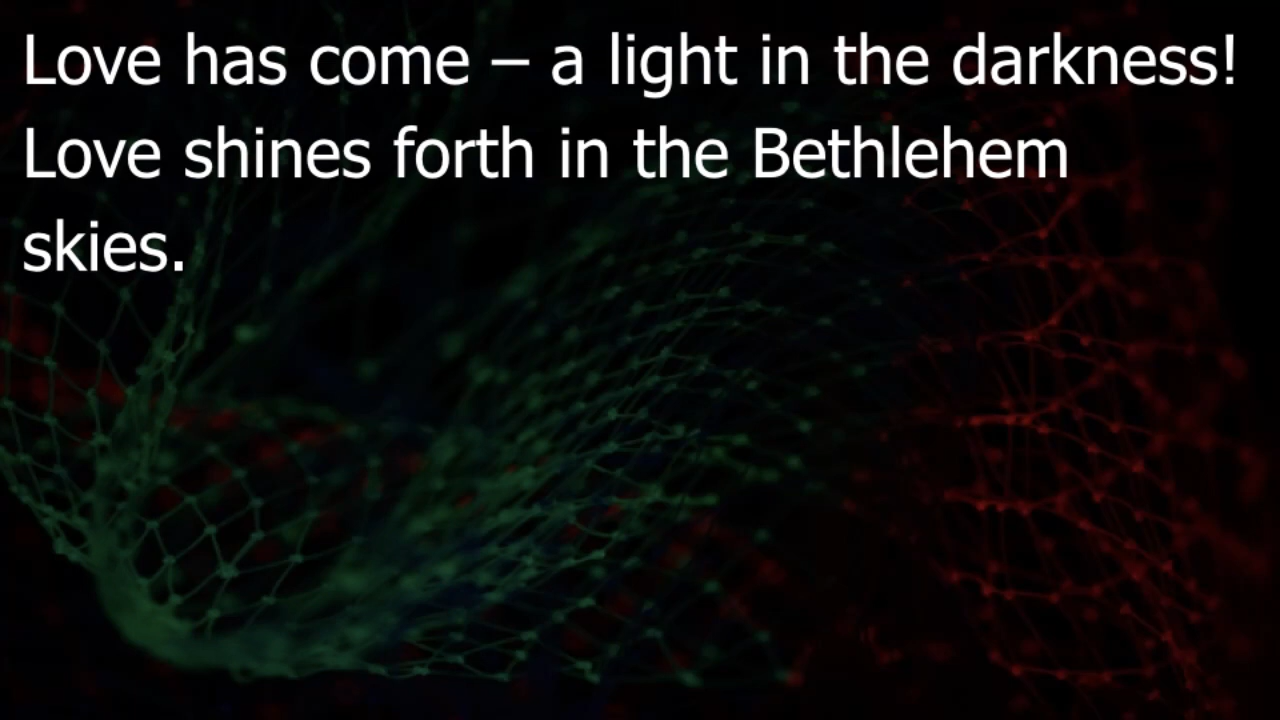 Love has come – a light in the darkness!
Love shines forth in the Bethlehem
skies.